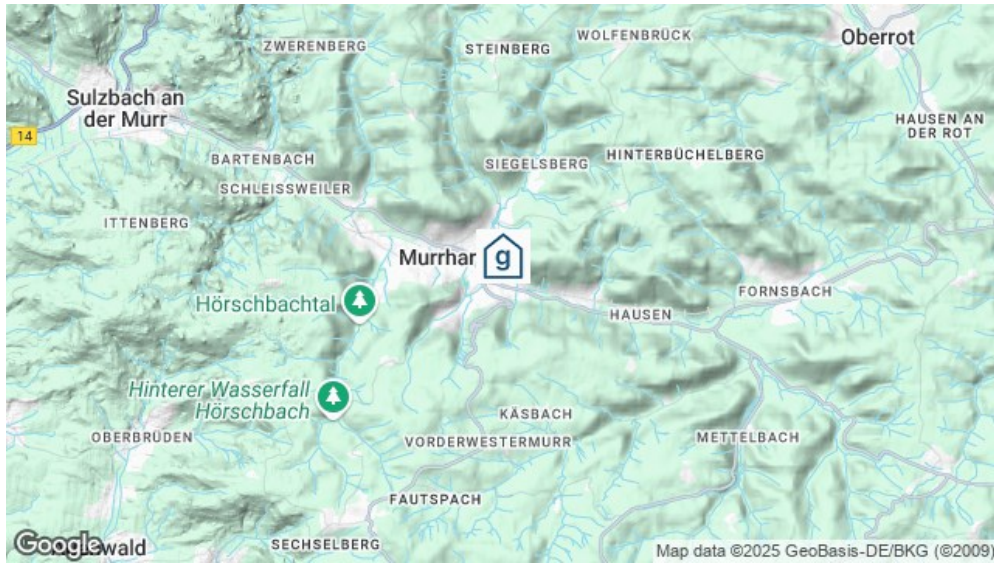 ZWERENBERG
STEINBERG
WOLFENBRÜCK
Oberrot
Sulzbach an
der Murr
14
HAUSEN AN
DER ROT
BARTENBACH
SIEGELSBERG
HINTERBÜCHELBERG
SCHLEISSWEILER
ITTENBERG
Murrhar
g
FORNSBACH
Hörschbachtal
HAUSEN
Hinterer Wasserfall
Hörschbach
KÄSBACH
OBERBRÜDEN
VORDERWESTERMURR
METTELBACH
FAUTSPACH
SECHSELBERG
Google
wald
Map data ©2025 GeoBasis-DE/BKG (©2009)